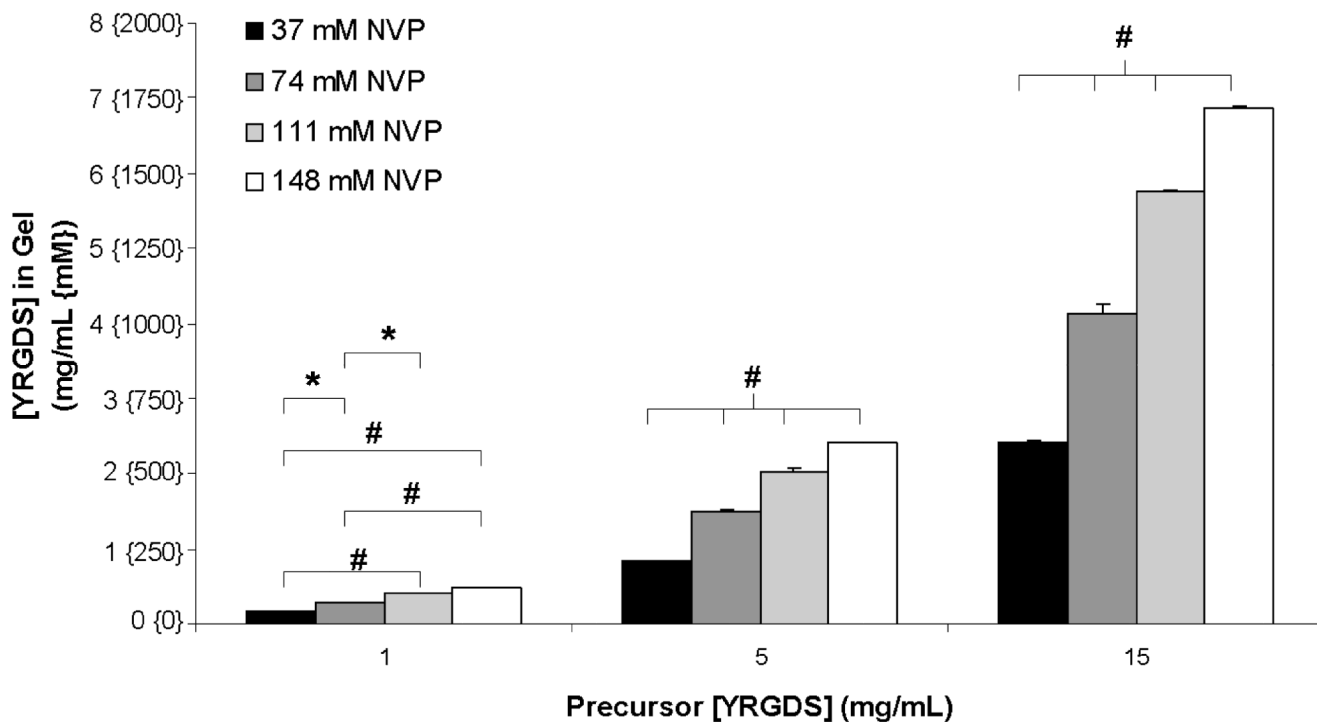 8 {2000}
7 {1750}
6 {1500}
5 {1250}
4 {1000}
3 {750}
2 {500}
1 {250}
0 {0}
[YRGDS] in Gel
(mg/mL {mM})
37 mM NVP
74 mM NVP
111 mM NVP
148 mM NVP
*
*
#
#
#
#
#
1
5
15
Precursor [YRGDS] (mg/mL)